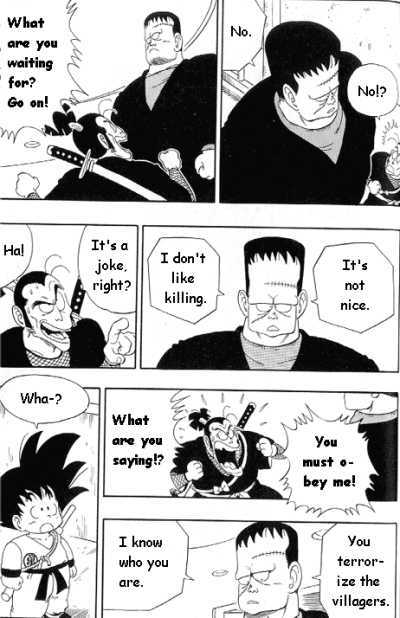 What
are you
waiting
for?
Go on!
No.
No!?
Ha!
It's a
joke,
right?
I don't
like
killing.
It's
not
nice.
Wha-?
What
are you
saying!?
You
must o-
bey me!
I know
who you
are.
You
terror-
ize the
villagers.